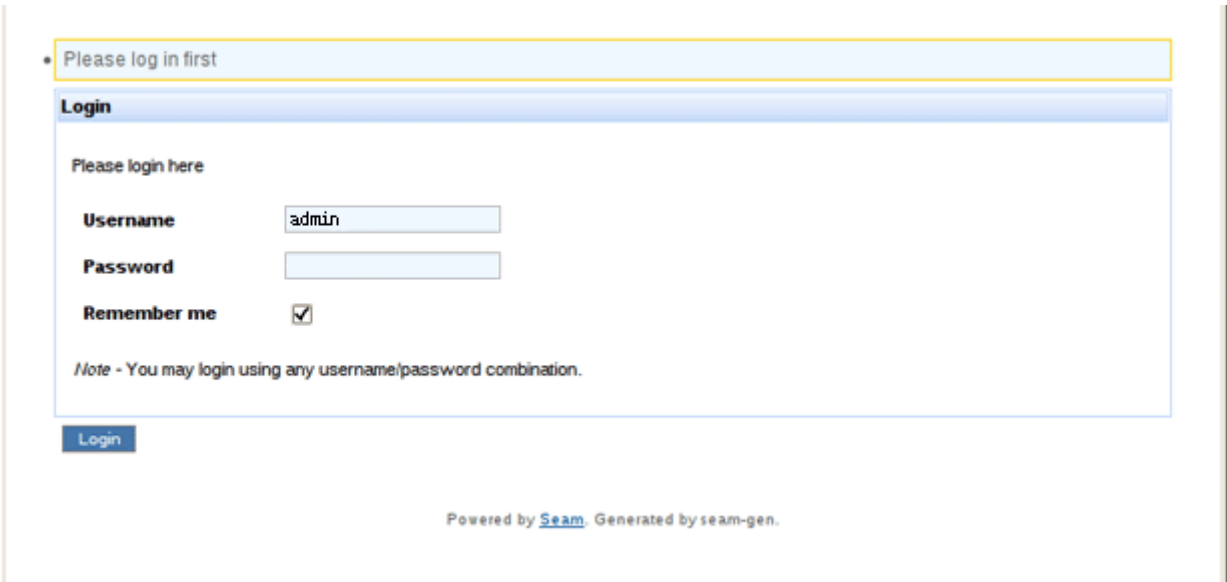 Please log in first
Login
Please login here
Username admin
Password
Remember me
Note - You may login using any username/password combination.
Login
Powered by Seam. Generated by seam-gen.